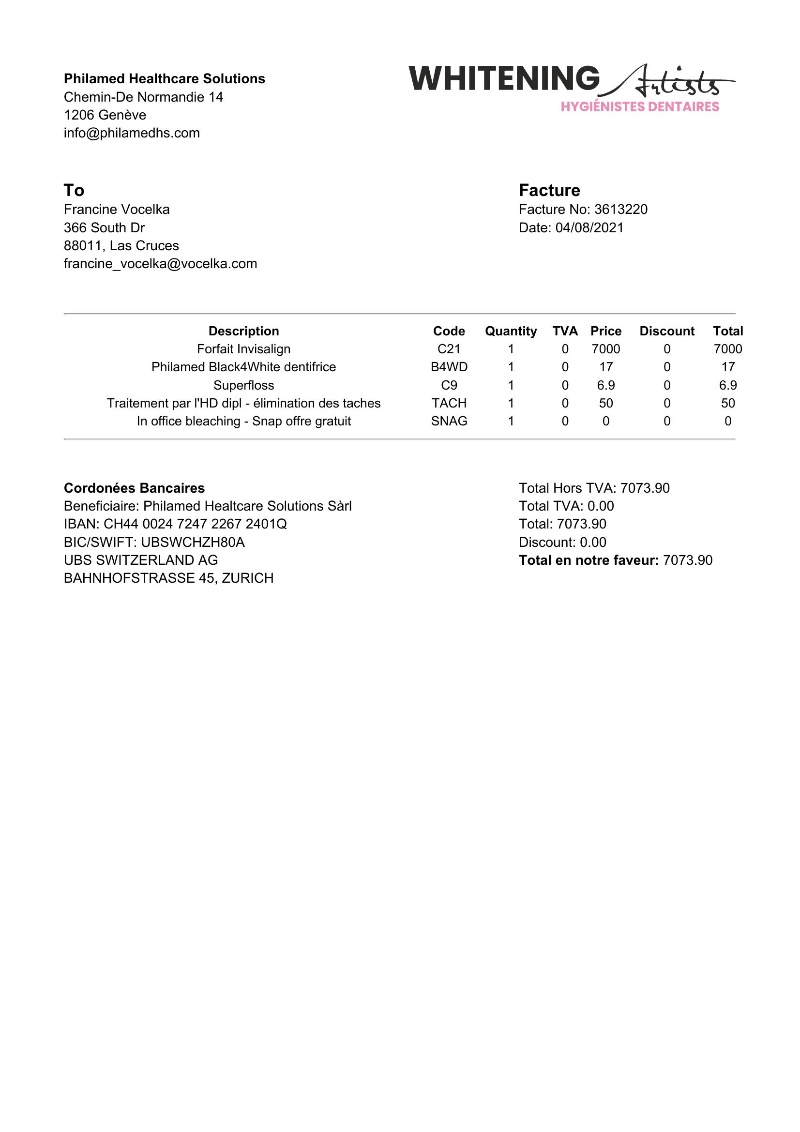 Philamed Healthcare Solutions
Chemin-De Normandie 14
1206 Genève
info@philamedhs.com
WHITENING Artists
HYGIÉNISTES DENTAIRES
To
Francine Vocelka
366 South Dr
88011, Las Cruces
francine_vocelka@vocelka.com
Facture
Facture No: 3613220
Date: 04/08/2021
Description Code Quantity TVA Price Discount Total
Forfait Invisalign C21 1 0 7000 0 7000
Philamed Black4White dentifrice B4WD 1 0 17 0 17
Superfloss C9 1 0 6.9 0 6.9
Traitement par l'HD dipl - élimination des taches TACH 1 0 50 0 50
In office bleaching - Snap offre gratuit SNAG 1 0 0 0 0
Cordonées Bancaires
Beneficiaire: Philamed Healtcare Solutions Sàrl
IBAN: CH44 0024 7247 2267 2401Q
BIC/SWIFT: UBSWCHZH80A
UBS SWITZERLAND AG
BAHNHOFSTRASSE 45, ZURICH
Total Hors TVA: 7073.90
Total TVA: 0.00
Total: 7073.90
Discount: 0.00
Total en notre faveur: 7073.90